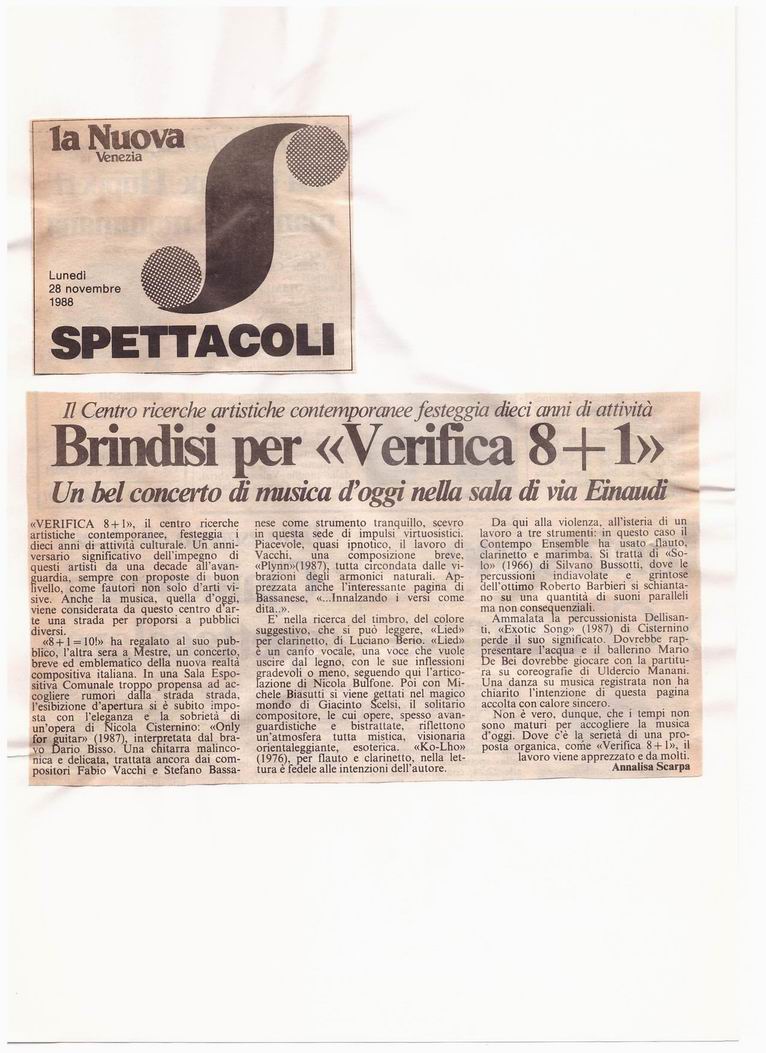 la Nuova
Venezia
Lunedì
28 novembre
1988
SPETTACOLI
Il Centro ricerche artistiche contemporanee festeggia dieci anni di attività
Brindisi per «Verifica 8+1»
Un bel concerto di musica d'oggi nella sala di via Einaudi
«VERIFICA 8+1», il centro ricerche
artistiche contemporanee, festeggia i
dieci anni di attività culturale. Un anni-
versario significativo dell'impegno di
questi artisti da una decade all'avan-
guardia, sempre con proposte di buon
livello, come fautori non solo d'arti vi-
sive. Anche la musica, quella d'oggi,
viene considerata da questo centro d'ar-
te una strada per proporsi a pubblici
diversi.
«8+1=10!» ha regalato al suo pub-
blico, l'altra sera a Mestre, un concerto,
breve ed emblematico della nuova realtà
compositiva italiana. In una Sala Espo-
sitiva Comunale troppo propensa ad ac-
cogliere rumori dalla strada strada,
l'esibizione d'apertura si è subito impo-
sta con l'eleganza e la sobrietà di
un'opera di Nicola Cisternino: «Only
for guitar» (1987), interpretata dal bra-
vo Dario Bisso. Una chitarra malinco-
nica e delicata, trattata ancora dai com-
positori Fabio Vacchi e Stefano Bassa-
nese come strumento tranquillo, scevro
in questa sede di impulsi virtuosistici.
Piacevole, quasi ipnotico, il lavoro di
Vacchi, una composizione breve,
«Plynn»(1987), tutta circondata dalle vi-
brazioni degli armonici naturali. Ap-
prezzata anche l'interessante pagina di
Bassanese, «...Innalzando i versi come
dita..».
E' nella ricerca del timbro, del colore
suggestivo, che si può leggere, «Lied»
per clarinetto, di Luciano Berio. «Lied»
è un canto vocale, una voce che vuole
uscire dal legno, con le sue inflessioni
gradevoli o meno, seguendo qui l'artico-
lazione di Nicola Bulfone. Poi con Mi-
chele Biasutti si viene gettati nel magico
mondo di Giacinto Scelsi, il solitario
compositore, le cui opere, spesso avan-
guardistiche e bistrattate, riflettono
un'atmosfera tutta mistica, visionaria
orientaleggiante, esoterica. «Ko-Lho»
(1976), per flauto e clarinetto, nella let-
tura è fedele alle intenzioni dell'autore.
Da qui alla violenza, all'isteria di un
lavoro a tre strumenti: in questo caso il
Contempo Ensemble ha usato flauto,
clarinetto e marimba. Si tratta di «So-
lo» (1966) di Silvano Bussotti, dove le
percussioni indiavolate e grintose
dell'ottimo Roberto Barbieri si schianta-
no su una quantità di suoni paralleli
ma non consequenziali.
Ammalata la percussionista Dellisan-
ti, «Exotic Song» (1987) di Cisternino
perde il suo significato. Dovrebbe rap-
presentare l'acqua e il ballerino Mario
De Bei dovrebbe giocare con la partitu-
ra su coreografie di Uldercio Manani.
Una danza su musica registrata non ha
chiarito l'intenzione di questa pagina
accolta con calore sincero.
Non è vero, dunque, che i tempi non
sono maturi per accogliere la musica
d'oggi. Dove c'è la serietà di una pro-
posta organica, come «Verifica 8+1», il
lavoro viene apprezzato e da molti.
Annalisa Scarpa